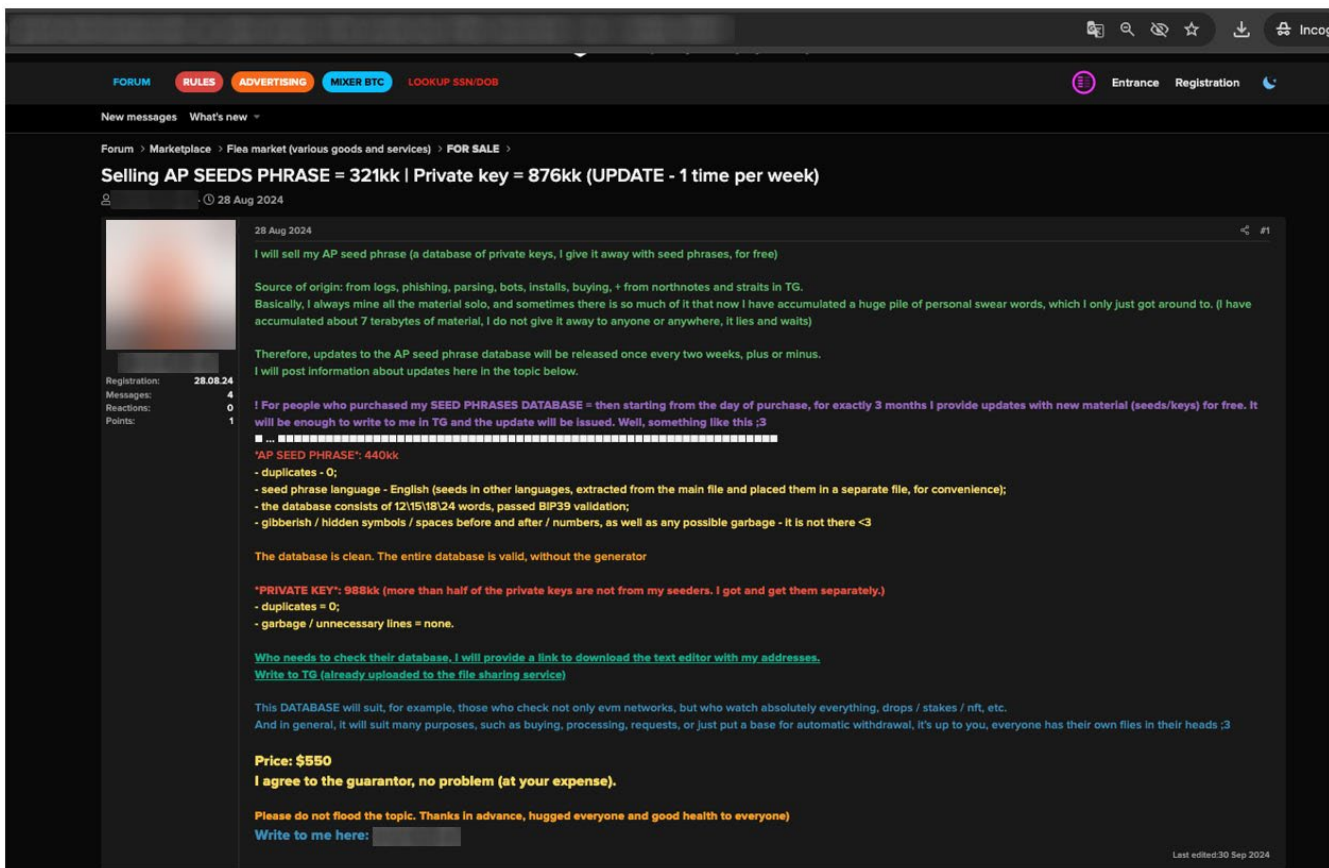 Incog
FORUM RULES ADVERTISING MIXER BTC LOOKUP SSN/DOB Entrance Registration
New messages What's new
Forum > Marketplace > Flea market (various goods and services) > FOR SALE >
Selling AP SEEDS PHRASE = 321kk | Private key = 876kk (UPDATE - 1 time per week)
28 Aug 2024
28 Aug 2024 #1
I will sell my AP seed phrase (a database of private keys, I give it away with seed phrases, for free)
Source of origin: from logs, phishing, parsing, bots, installs, buying, + from northnotes and straits in TG.
Basically, I always mine all the material solo, and sometimes there is so much of it that now I have accumulated a huge pile of personal swear words, which I only just got around to. (I have
accumulated about 7 terabytes of material, I do not give it away to anyone or anywhere, it lies and waits)
Therefore, updates to the AP seed phrase database will be released once every two weeks, plus or minus.
I will post information about updates here in the topic below.
Registration: 28.08.24
Messages: 4
Reactions: 0
Points: 1
! For people who purchased my SEED PHRASES DATABASE = then starting from the day of purchase, for exactly 3 months I provide updates with new material (seeds/keys) for free. It
will be enough to write to me in TG and the update will be issued. Well, something like this ;3
*AP SEED PHRASE*: 440kk
- duplicates - 0;
- seed phrase language - English (seeds in other languages, extracted from the main file and placed them in a separate file, for convenience);
- the database consists of 12\15\18\24 words, passed BIP39 validation;
- gibberish / hidden symbols / spaces before and after / numbers, as well as any possible garbage - it is not there <3
The database is clean. The entire database is valid, without the generator
*PRIVATE KEY*: 988kk (more than half of the private keys are not from my seeders. I got and get them separately.)
- duplicates = 0;
- garbage / unnecessary lines = none.
Who needs to check their database, I will provide a link to download the text editor with my addresses.
Write to TG (already uploaded to the file sharing service)
This DATABASE will suit, for example, those who check not only evm networks, but who watch absolutely everything, drops / stakes / nft, etc.
And in general, it will suit many purposes, such as buying, processing, requests, or just put a base for automatic withdrawal, it's up to you, everyone has their own flies in their heads ;3
Price: $550
I agree to the guarantor, no problem (at your expense).
Please do not flood the topic. Thanks in advance, hugged everyone and good health to everyone)
Write to me here:
Last edited:30 Sep 2024